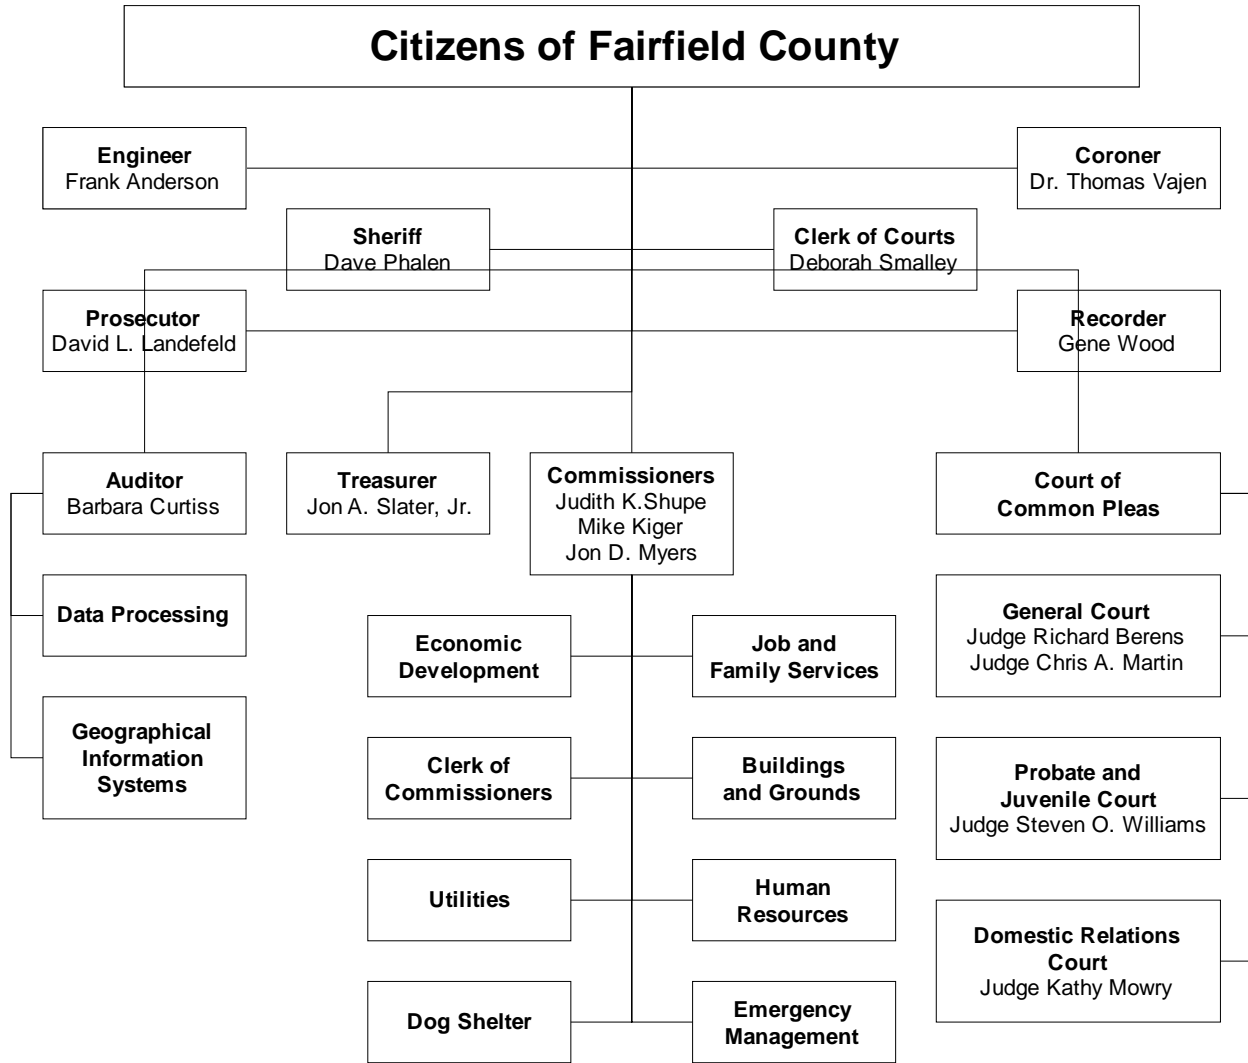 Citizens of Fairfield County
Engineer
Frank Anderson
Coroner
Dr. Thomas Vajen
Sheriff
Dave Phalen
Clerk of Courts
Deborah Smalley
Prosecutor
David L. Landefeld
Recorder
Gene Wood
Auditor
Barbara Curtiss
Treasurer
Jon A. Slater, Jr.
Commissioners
Judith K.Shupe
Mike Kiger
Jon D. Myers
Court of
Common Pleas
Data Processing
Geographical
Information
Systems
Economic
Development
Job and
Family Services
Clerk of
Commissioners
Buildings
and Grounds
Utilities
Human
Resources
Dog Shelter
Emergency
Management
General Court
Judge Richard Berens
Judge Chris A. Martin
Probate and
Juvenile Court
Judge Steven O. Williams
Domestic Relations
Court
Judge Kathy Mowry